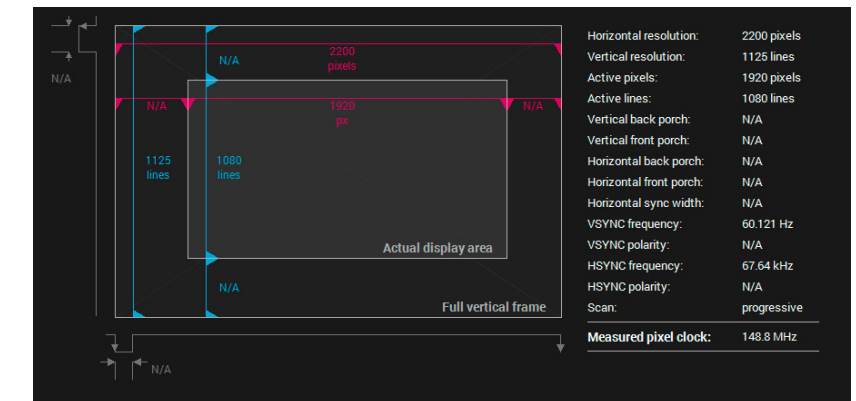 N/A
N/A
2200
pixels
N/A
1920
px
N/A
1125
lines
1080
lines
Actual display area
N/A
Full vertical frame
N/A
Horizontal resolution: 2200 pixels
Vertical resolution: 1125 lines
Active pixels: 1920 pixels
Active lines: 1080 lines
Vertical back porch: N/A
Vertical front porch: N/A
Horizontal back porch: N/A
Horizontal front porch: N/A
Horizontal sync width: N/A
VSYNC frequency: 60.121 Hz
VSYNC polarity: N/A
HSYNC frequency: 67.64 kHz
HSYNC polarity: N/A
Scan: progressive
Measured pixel clock: 148.8 MHz